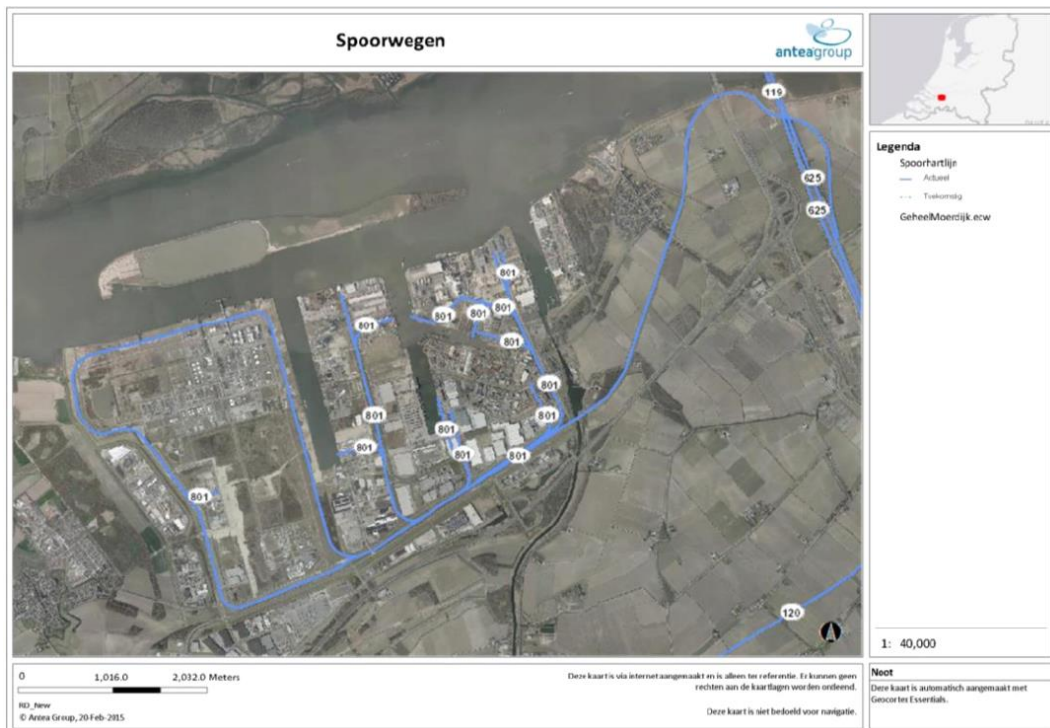 Spoorwegen
anteagroup
Legenda
Spoorhartlijn
Actueel
Toekomstig
GeheelMoerdijk.ecw
119
625
625
801
801
801
801
801
801
801
801
801
801
801
801
801
801
120
1: 40,000
0 1,016.0 2,032.0 Meters
RD_New
© Antea Group, 20-Feb-2015
Deze kaart is via internet aangemaakt en is alleen ter referentie. Er kunnen geen
rechten aan de kaartlagen worden ontleend.
Deze kaart is niet bedoeld voor navigatie.
Noot
Deze kaart is automatisch aangemaakt met
Geocortex Essentials.